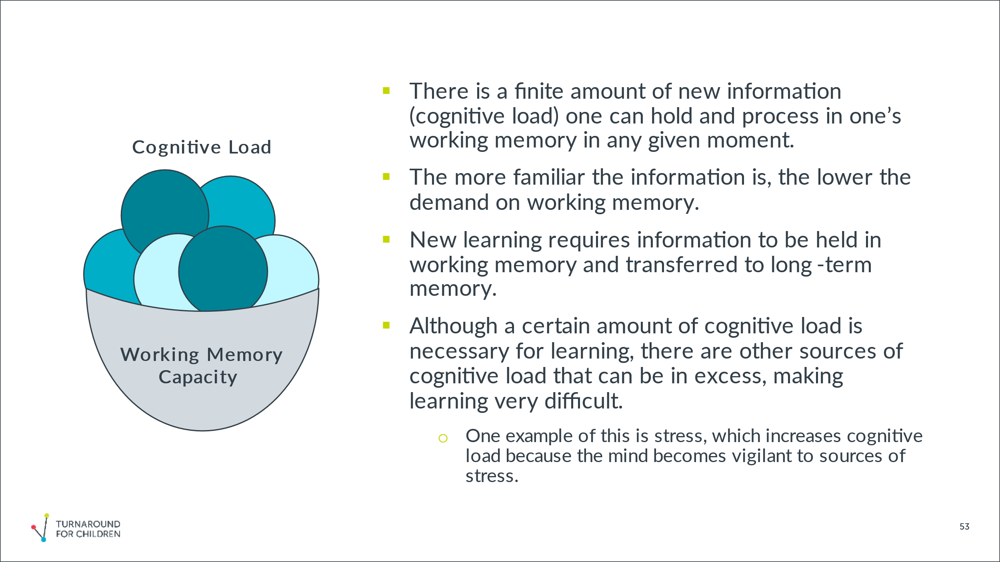 Cognitive Load
Working Memory
Capacity
There is a finite amount of new information
(cognitive load) one can hold and process in one’s
working memory in any given moment.
The more familiar the information is, the lower the
demand on working memory.
New learning requires information to be held in
working memory and transferred to long -term
memory.
Although a certain amount of cognitive load is
necessary for learning, there are other sources of
cognitive load that can be in excess, making
learning very difficult.
One example of this is stress, which increases cognitive
load because the mind becomes vigilant to sources of
stress.
TURNAROUND
FOR CHILDREN
53